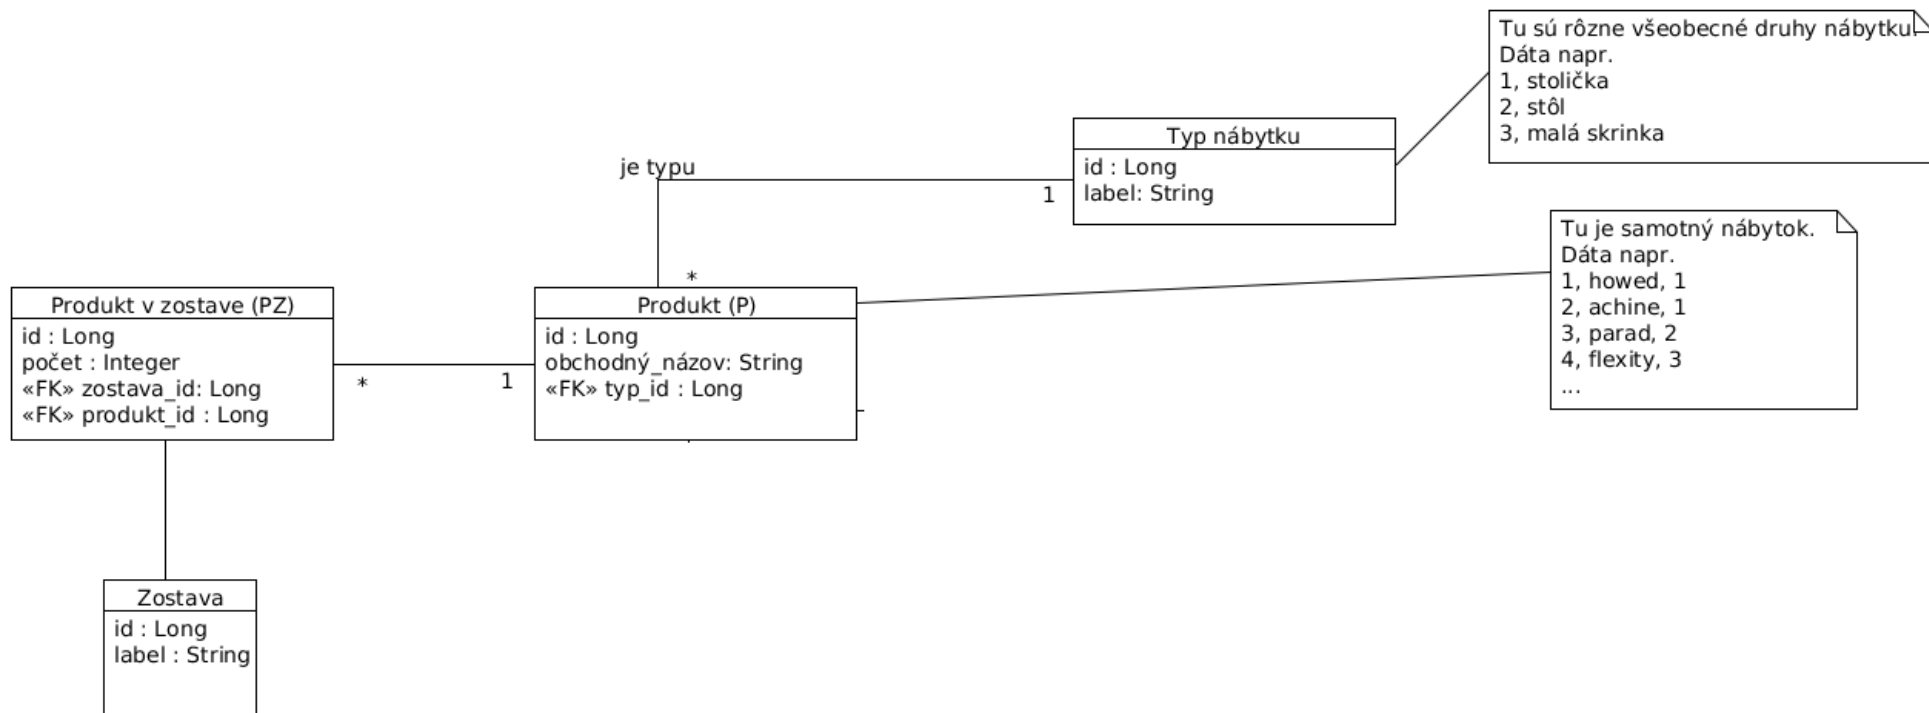 Tu sú rôzne všeobecné druhy nábytku.
Dáta napr.
1, stolička
2, stôl
3, malá skrinka
Typ nábytku
id : Long
label: String
je typu
1
*
Tu je samotný nábytok.
Dáta napr.
1, howed, 1
2, achine, 1
3, parad, 2
4, flexity, 3
...
Produkt v zostave (PZ)
id : Long
počet : Integer
«FK» zostava_id: Long
«FK» produkt_id : Long
*
1
Produkt (P)
id : Long
obchodný_názov: String
«FK» typ_id : Long
Zostava
id : Long
label : String